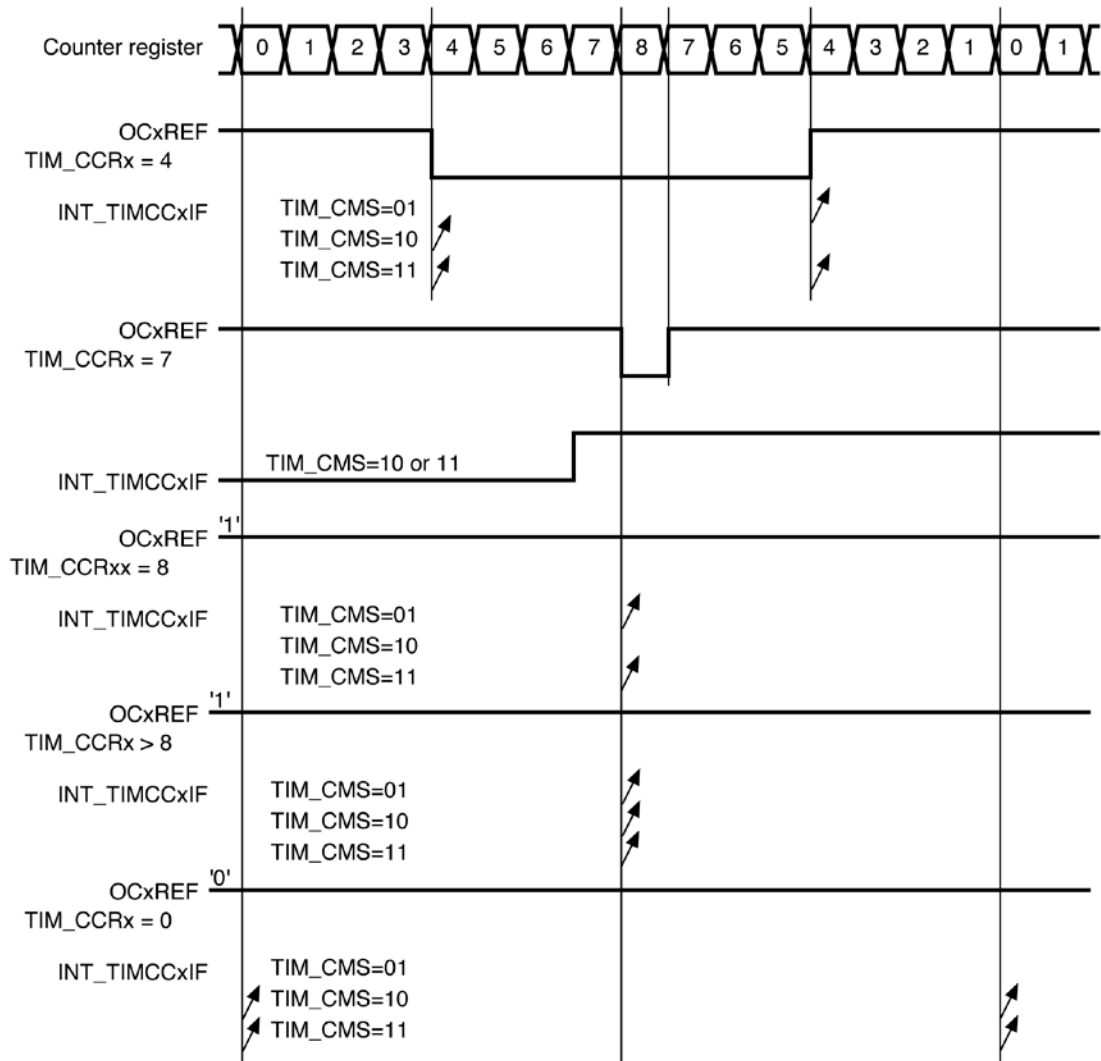 Counter register 0 1 2 3 4 5 6 7 8 7 6 5 4 3 2 1 0 1
OCxREF
TIM_CCRx = 4
INT_TIMCCxIF
TIM_CMS=01
TIM_CMS=10
TIM_CMS=11
OCxREF
TIM_CCRx = 7
TIM_CMS=10 or 11
INT_TIMCCxIF
OCxREF '1'
TIM_CCRxx = 8
INT_TIMCCxIF
TIM_CMS=01
TIM_CMS=10
TIM_CMS=11
OCxREF '1'
TIM_CCRx > 8
INT_TIMCCxIF
TIM_CMS=01
TIM_CMS=10
TIM_CMS=11
OCxREF '0'
TIM_CCRx = 0
INT_TIMCCxIF
TIM_CMS=01
TIM_CMS=10
TIM_CMS=11